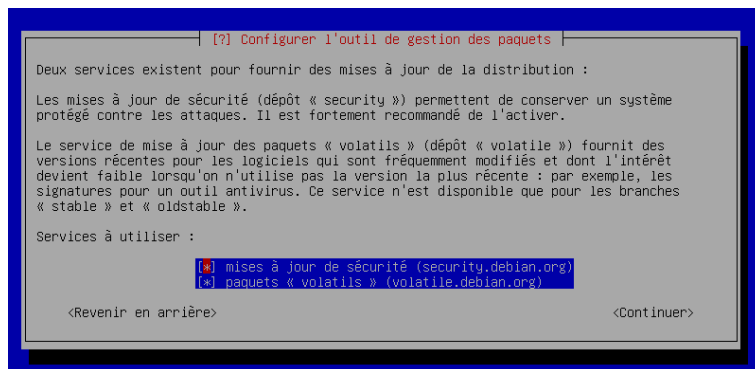 [?] Configurer l'outil de gestion des paquets
Deux services existent pour fournir des mises à jour de la distribution :
Les mises à jour de sécurité (dépôt « security ») permettent de conserver un système
protégé contre les attaques. Il est fortement recommandé de l'activer.
Le service de mise à jour des paquets « volatils » (dépôt « volatile ») fournit des
versions récentes pour les logiciels qui sont fréquemment modifiés et dont l'intérêt
devient faible lorsqu'on n'utilise pas la version la plus récente : par exemple, les
signatures pour un outil antivirus. Ce service n'est disponible que pour les branches
« stable » et « oldstable ».
Services à utiliser :
[*] mises à jour de sécurité (security.debian.org)
[*] paquets « volatils » (volatile.debian.org)
<Revenir en arrière> <Continuer>